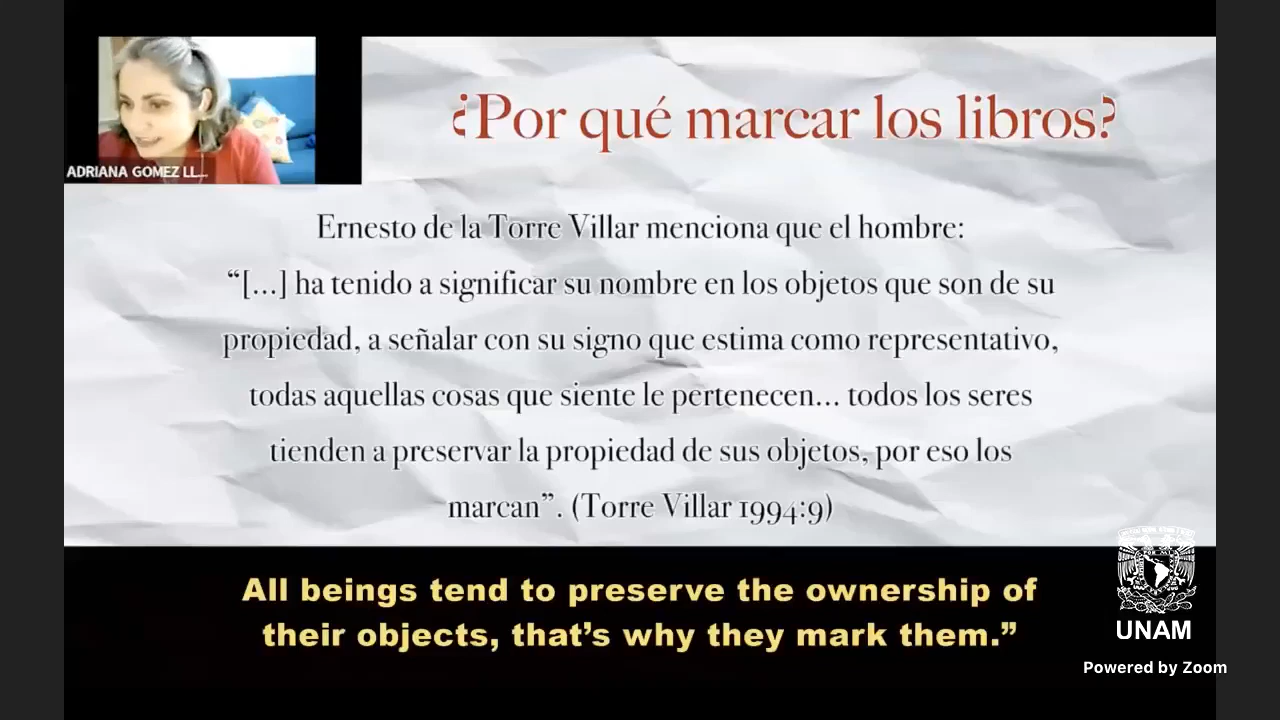 ADRIANA GOMEZ LL...
¿Por qué marcar los libros?
Ernesto de la Torre Villar menciona que el hombre:
“[...] ha tenido a significar su nombre en los objetos que son de su
propiedad, a señalar con su signo que estima como representativo,
todas aquellas cosas que siente le pertenecen... todos los seres
tienden a preservar la propiedad de sus objetos, por eso los
marcan”. (Torre Villar 1994:9)
All beings tend to preserve the ownership of
their objects, that’s why they mark them.”
UNAM
Powered by Zoom